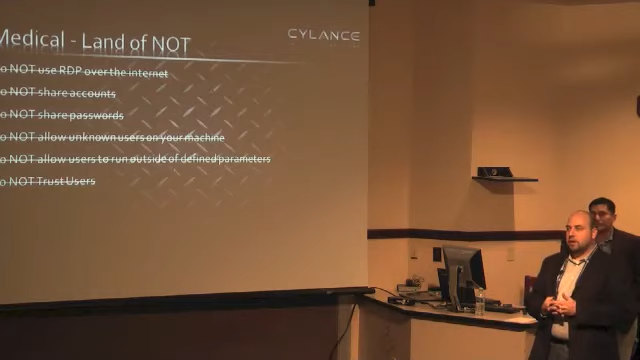 Medical - Land of NOT
CYLANCE
o NOT use RDP over the internet
o NOT share accounts
o NOT share passwords
o NOT allow unknown users on your machine
o NOT allow users to run outside of defined parameters
o NOT Trust Users